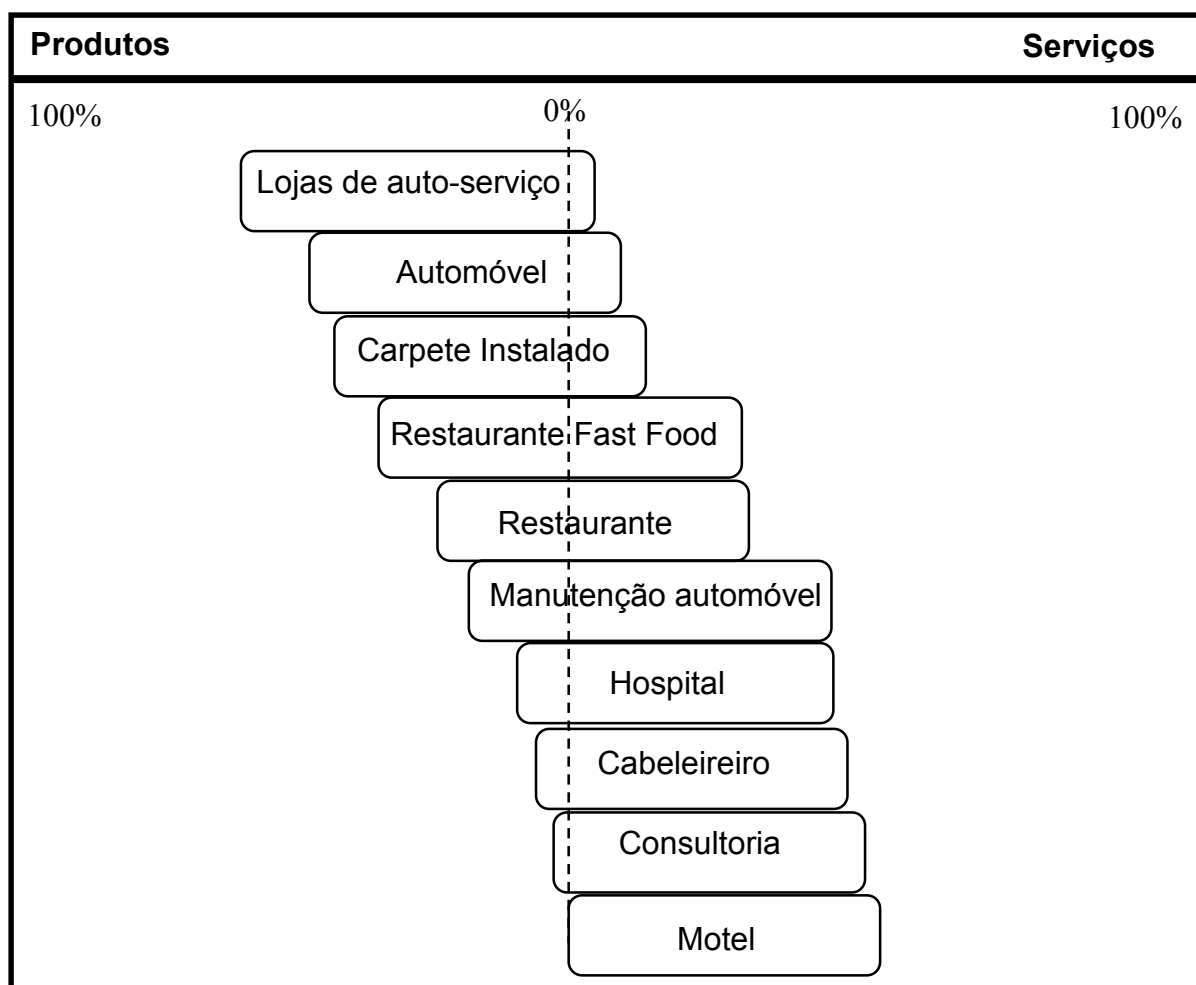 Produtos Serviços
100% 0% 100%
Lojas de auto-serviço
Automóvel
Carpete Instalado
Restaurante Fast Food
Restaurante
Manutenção automóvel
Hospital
Cabeleireiro
Consultoria
Motel